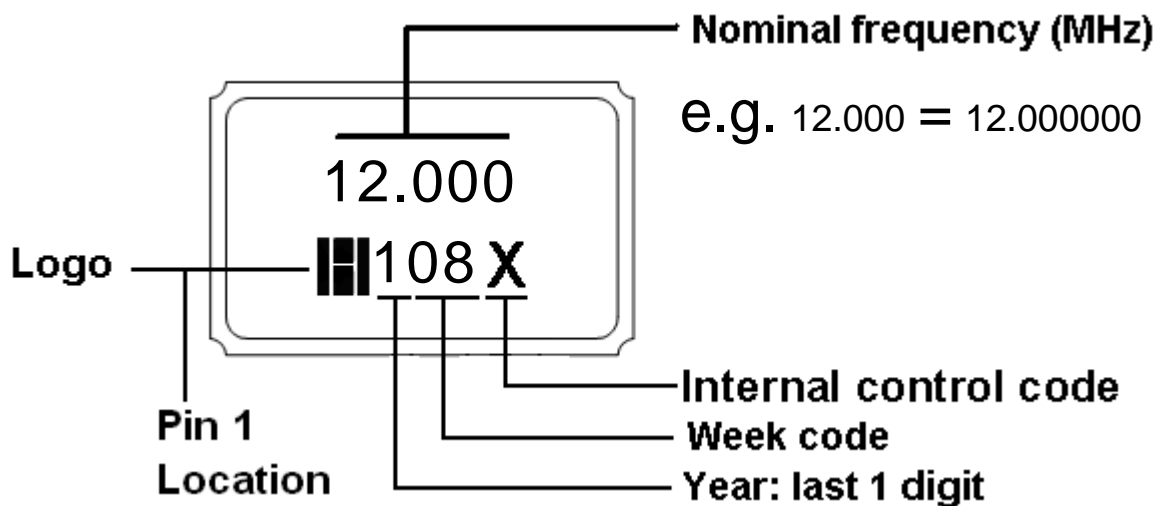 Nominal frequency (MHz)
e.g. 12.000 = 12.000000
12.000
Logo
108 X
Internal control code
Pin 1
Location
Week code
Year: last 1 digit